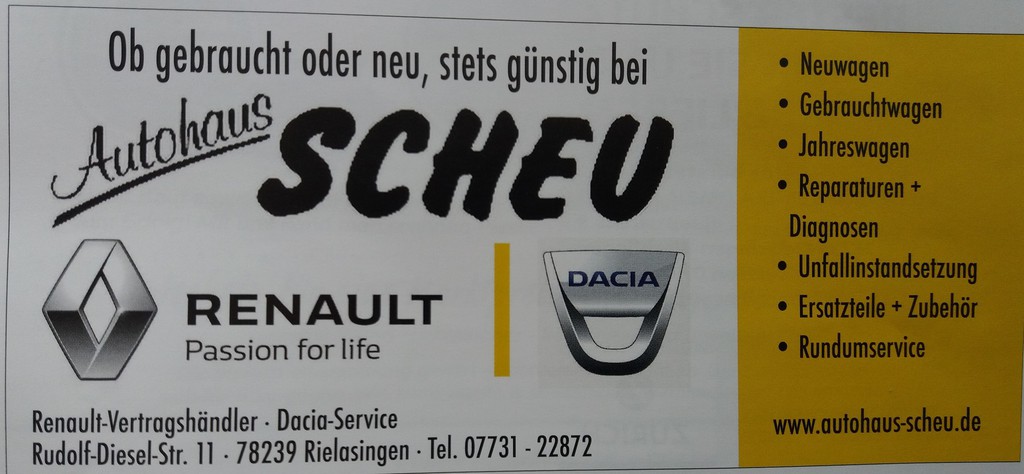 Ob gebraucht oder neu, stets günstig bei
Autohaus SCHEU
RENAULT
Passion for life
DACIA
Renault-Vertragshändler · Dacia-Service
Rudolf-Diesel-Str. 11 · 78239 Rielasingen · Tel. 07731 - 22872
• Neuwagen
• Gebrauchtwagen
• Jahreswagen
• Reparaturen +
Diagnosen
• Unfallinstandsetzung
• Ersatzteile + Zubehör
• Rundumservice
www.autohaus-scheu.de